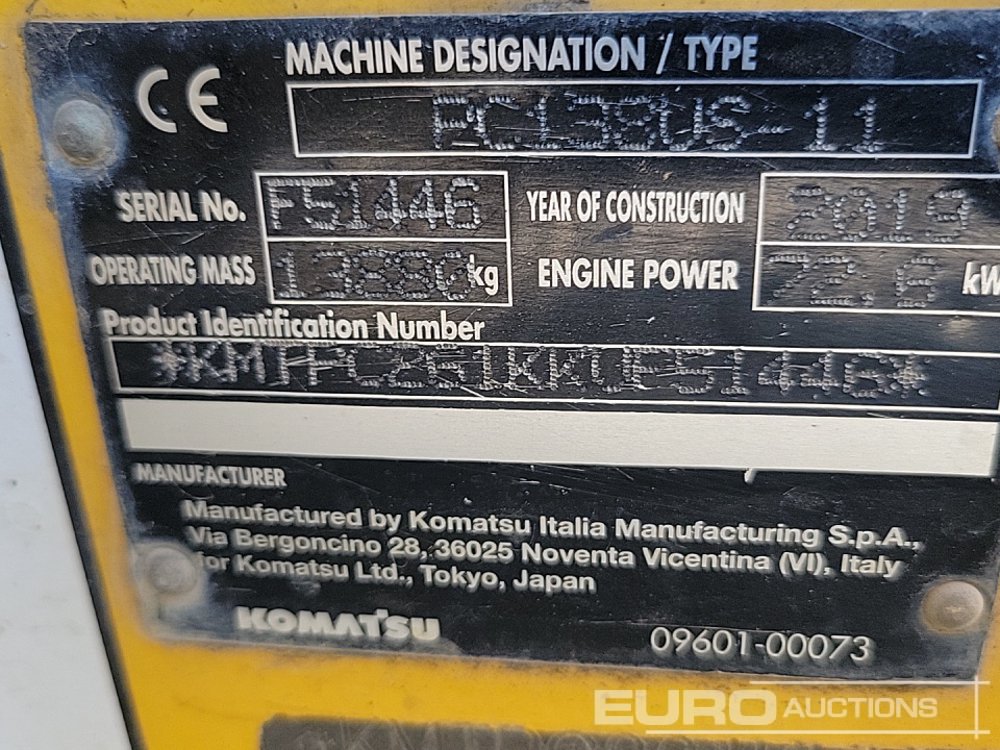 CE
MACHINE DESIGNATION / TYPE
PC138US-11
SERIAL No. F51446 YEAR OF CONSTRUCTION 2019
OPERATING MASS 13880 kg ENGINE POWER 72.6 kW
Product Identification Number
MANUFACTURER
Manufactured by Komatsu Italia Manufacturing S.p.A.,
Via Bergoncino 28, 36025 Noventa Vicentina (VI), Italy
for Komatsu Ltd., Tokyo, Japan
KOMATSU
09601-00073
EURO AUCTIONS